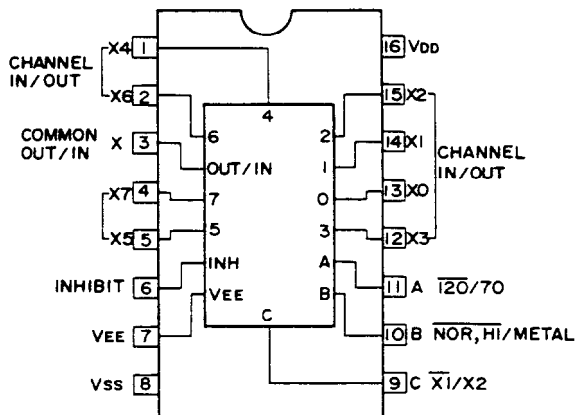 X4 1
CHANNEL
IN/OUT
X6 2
COMMON
OUT/IN
X 3
X7 4
X5 5
INHIBIT 6
VEE 7
VSS 8
4
6
OUT/IN
7
5
INH
VEE
C
2
1
0
3
A
B
16 VDD
15 X2
14 X1
CHANNEL
IN/OUT
13 X0
12 X3
11 A 120/70
10 B NOR, HI/METAL
9 C X1/X2